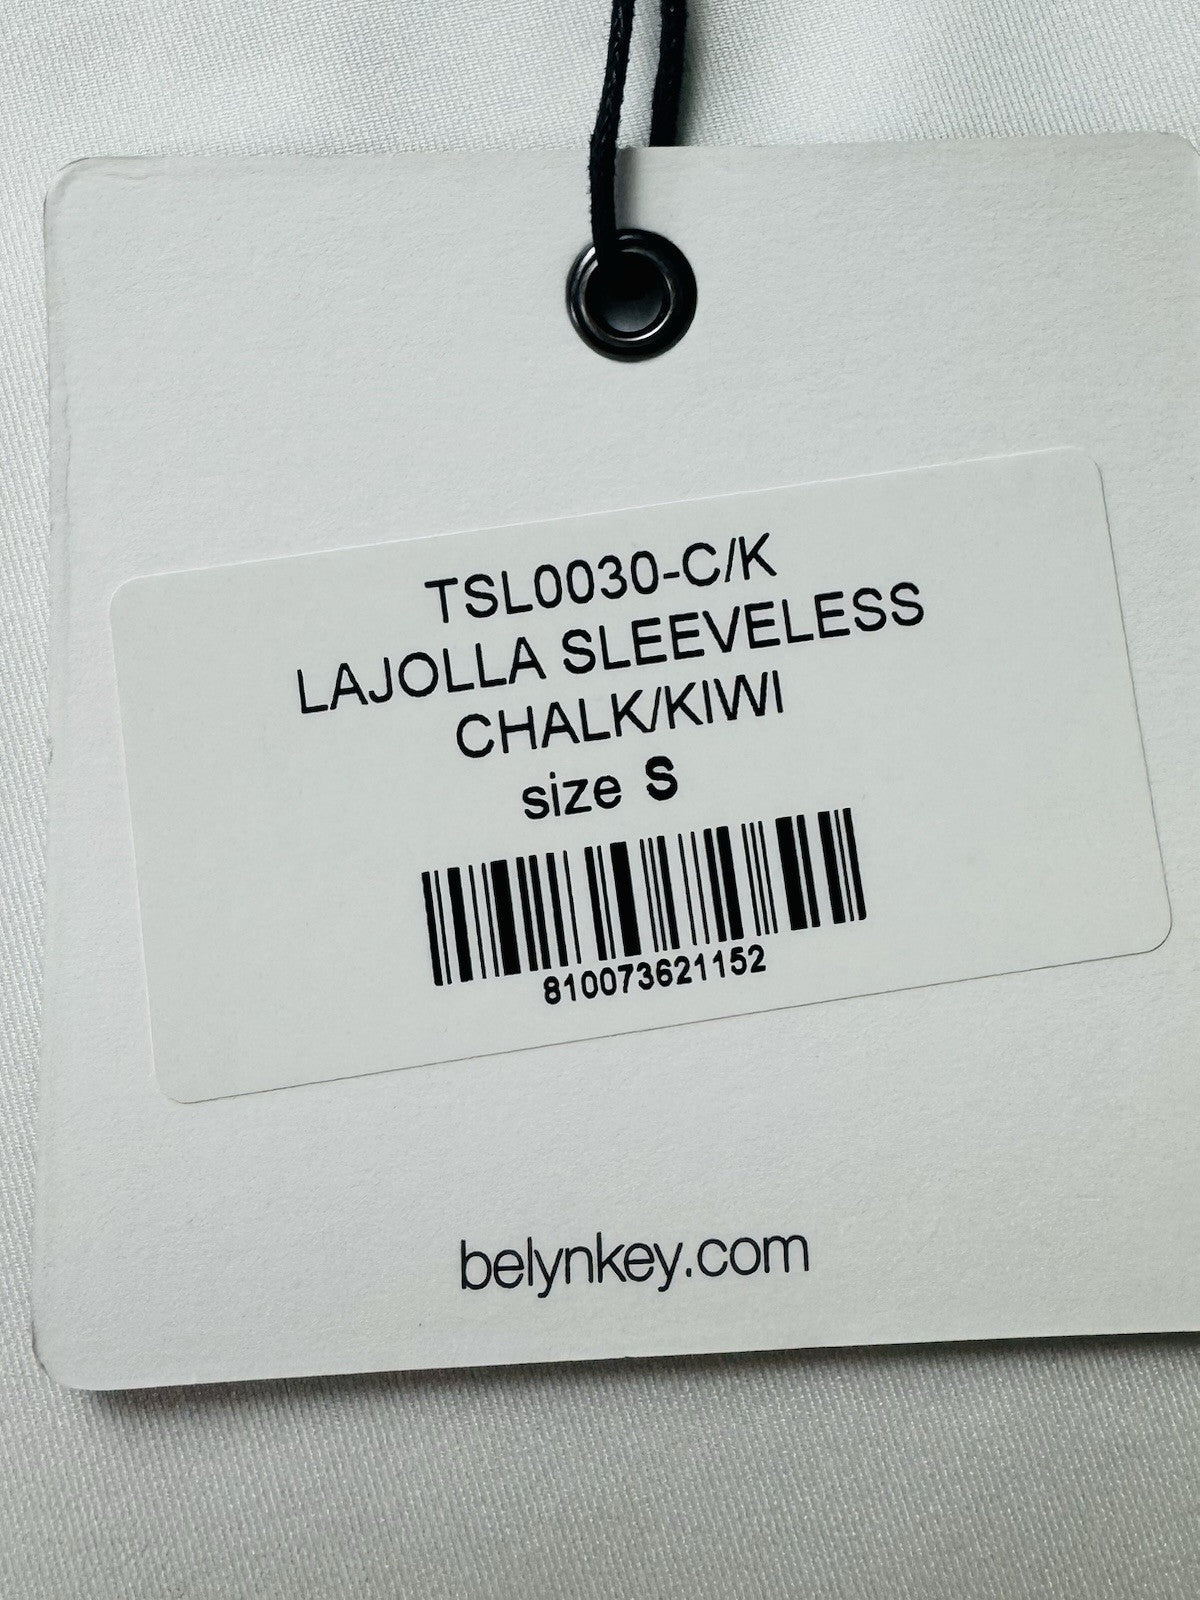 TSL0030-C/K
LAJOLLA SLEEVELESS
CHALK/KIWI
size S
810073621152
belynkey.com